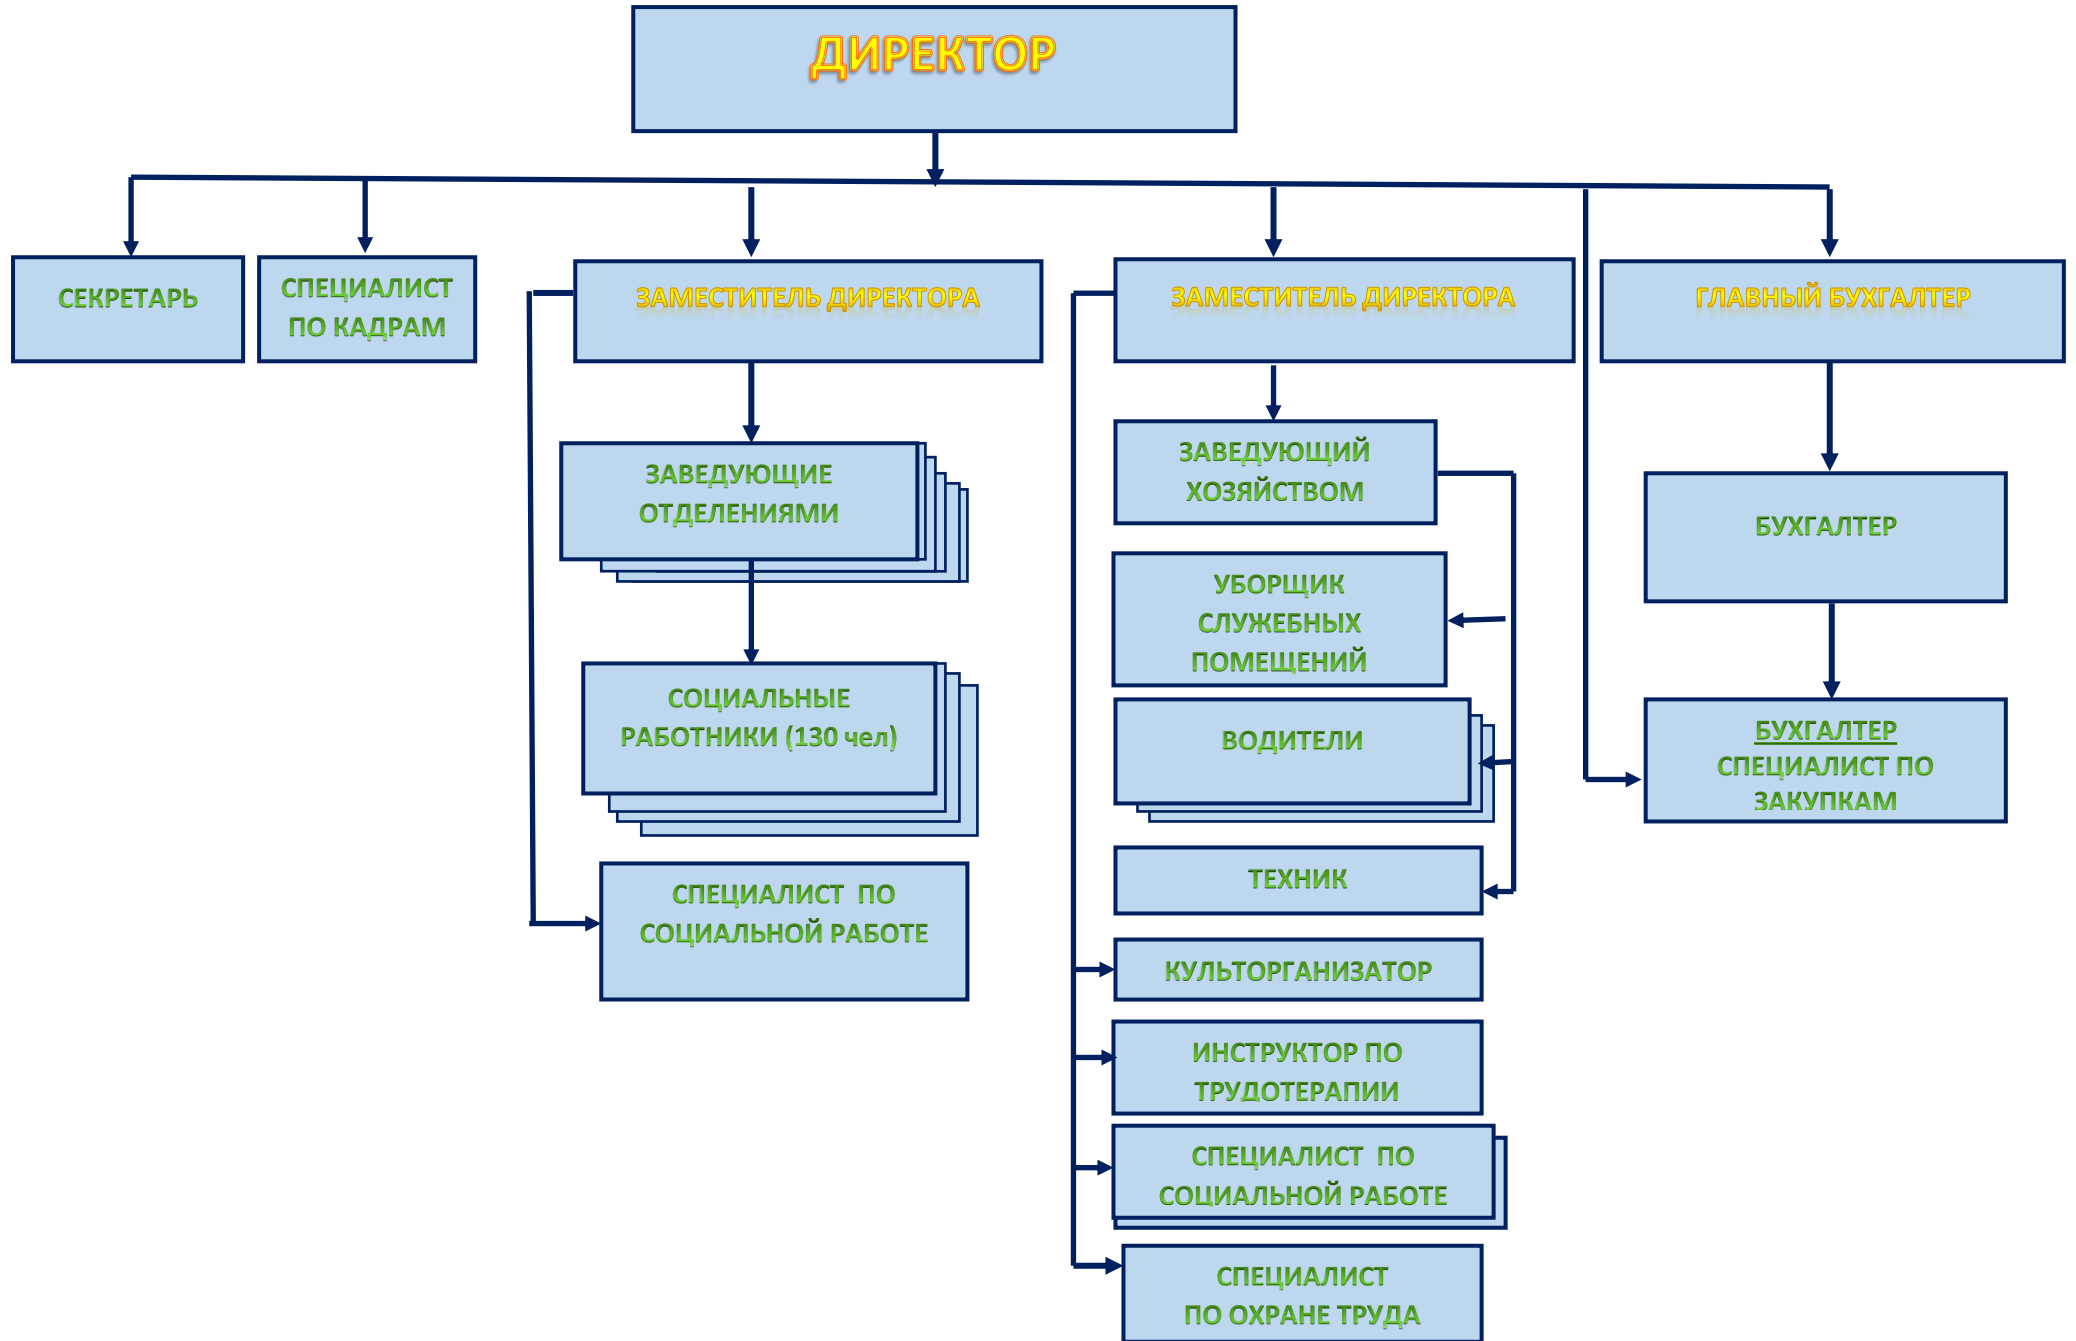 ДИРЕКТОР
СЕКРЕТАРЬ
СПЕЦИАЛИСТ
ПО КАДРАМ
ЗАМЕСТИТЕЛЬ ДИРЕКТОРА
ЗАМЕСТИТЕЛЬ ДИРЕКТОРА
ГЛАВНЫЙ БУХГАЛТЕР
ЗАВЕДУЮЩИЕ
ОТДЕЛЕНИЯМИ
СОЦИАЛЬНЫЕ
РАБОТНИКИ (130 чел)
СПЕЦИАЛИСТ ПО
СОЦИАЛЬНОЙ РАБОТЕ
ЗАВЕДУЮЩИЙ
ХОЗЯЙСТВОМ
УБОРЩИК
СЛУЖЕБНЫХ
ПОМЕЩЕНИЙ
ВОДИТЕЛИ
ТЕХНИК
КУЛЬТОРГАНИЗАТОР
ИНСТРУКТОР ПО
ТРУДОТЕРАПИИ
СПЕЦИАЛИСТ ПО
СОЦИАЛЬНОЙ РАБОТЕ
СПЕЦИАЛИСТ
ПО ОХРАНЕ ТРУДА
БУХГАЛТЕР
БУХГАЛТЕР
СПЕЦИАЛИСТ ПО
ЗАКУПКАМ